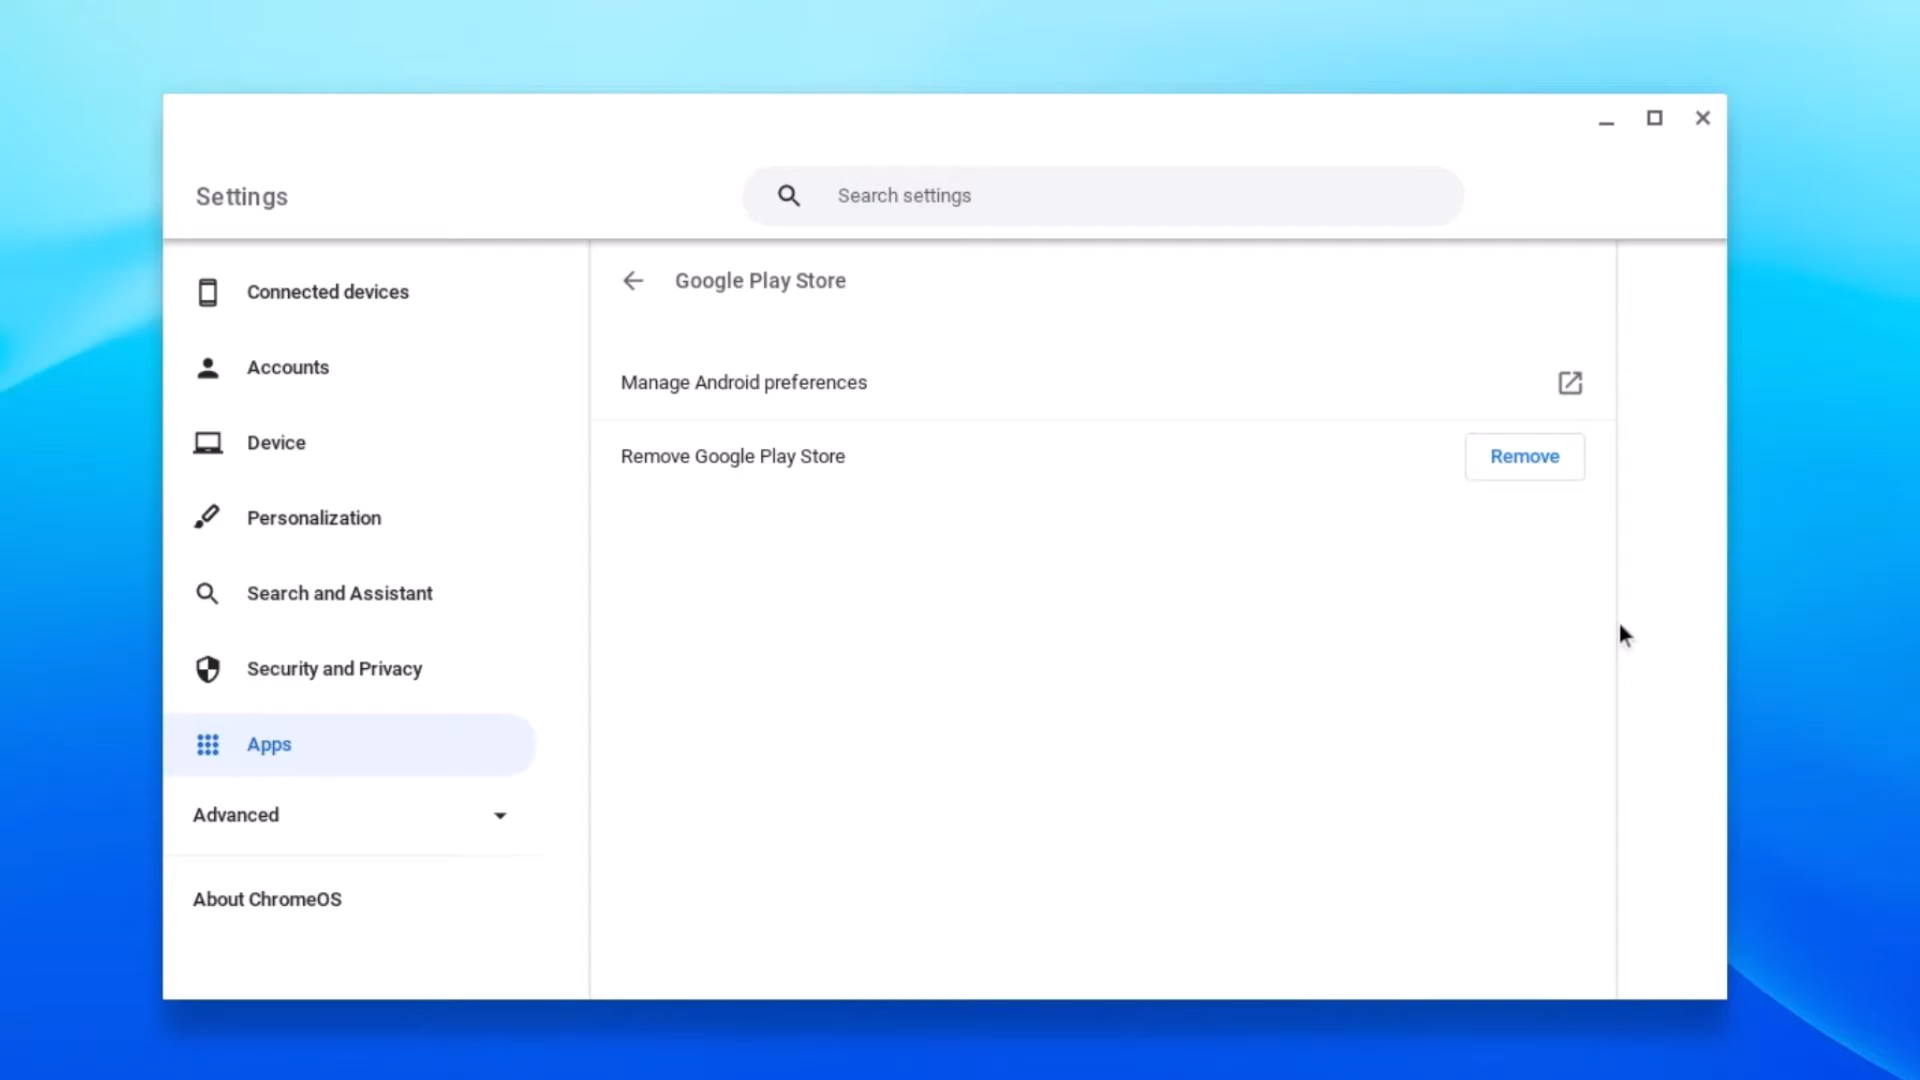 Settings
Search settings
Connected devices
Accounts
Device
Personalization
Search and Assistant
Security and Privacy
Apps
Advanced
About ChromeOS
Google Play Store
Manage Android preferences
Remove Google Play Store
Remove